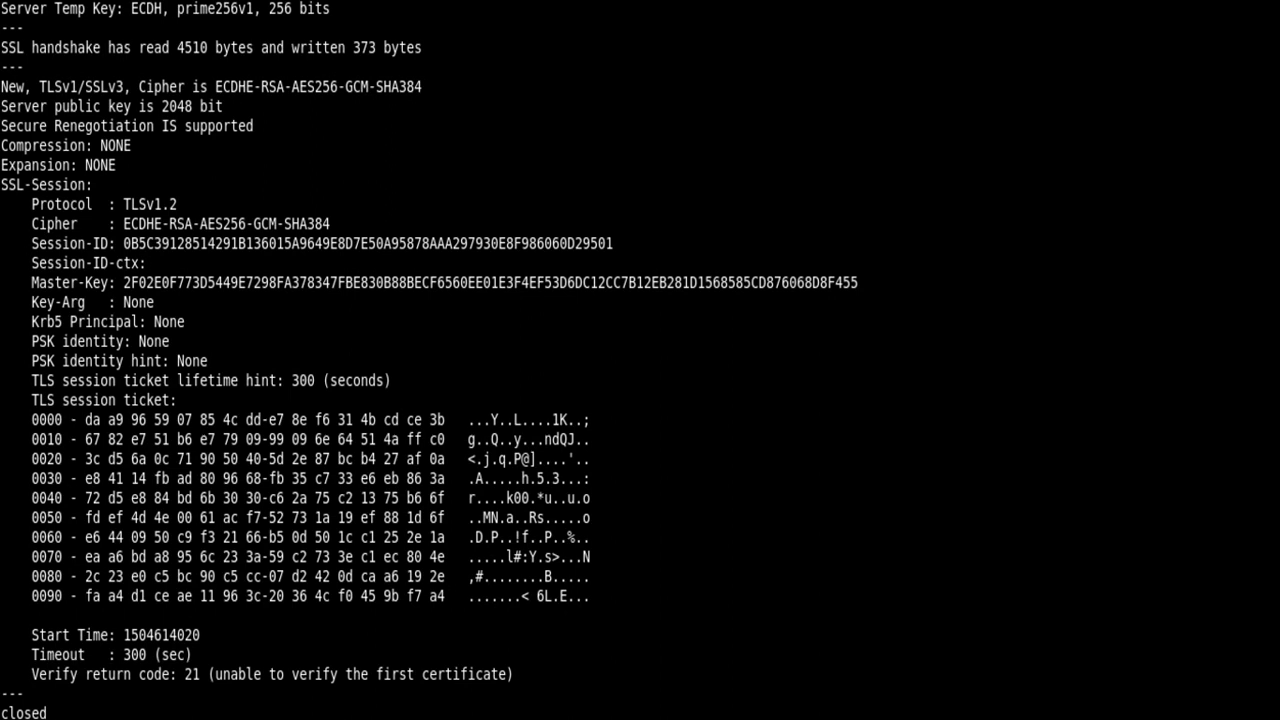 Server Temp Key: ECDH, prime256v1, 256 bits
---
SSL handshake has read 4510 bytes and written 373 bytes
---
New, TLSv1/SSLv3, Cipher is ECDHE-RSA-AES256-GCM-SHA384
Server public key is 2048 bit
Secure Renegotiation IS supported
Compression: NONE
Expansion: NONE
SSL-Session:
    Protocol  : TLSv1.2
    Cipher    : ECDHE-RSA-AES256-GCM-SHA384
    Session-ID: 0B5C39128514291B136015A9649E8D7E50A95878AAA297930E8F986060D29501
    Session-ID-ctx:
    Master-Key: 2F02E0F773D5449E7298FA378347FBE830B88BECF6560EE01E3F4EF53D6DC12CC7B12EB281D1568585CD876068D8F455
    Key-Arg   : None
    Krb5 Principal: None
    PSK identity: None
    PSK identity hint: None
    TLS session ticket lifetime hint: 300 (seconds)
    TLS session ticket:
    0000 - da a9 96 59 07 85 4c dd-e7 8e f6 31 4b cd ce 3b   ...Y..L....1K..;
    0010 - 67 82 e7 51 b6 e7 79 09-99 09 6e 64 51 4a ff c0   g..Q..y...ndQJ..
    0020 - 3c d5 6a 0c 71 90 50 40-5d 2e 87 bc b4 27 af 0a   <.j.q.P@]....'..
    0030 - e8 41 14 fb ad 80 96 68-fb 35 c7 33 e6 eb 86 3a   .A.....h.5.3...:
    0040 - 72 d5 e8 84 bd 6b 30 30-c6 2a 75 c2 13 75 b6 6f   r....k00.*u..u.o
    0050 - fd ef 4d 4e 00 61 ac f7-52 73 1a 19 ef 88 1d 6f   ..MN.a..Rs.....o
    0060 - e6 44 09 50 c9 f3 21 66-b5 0d 50 1c c1 25 2e 1a   .D.P..!f..P..%..
    0070 - ea a6 bd a8 95 6c 23 3a-59 c2 73 3e c1 ec 80 4e   .....l#:Y.s>...N
    0080 - 2c 23 e0 c5 bc 90 c5 cc-07 d2 42 0d ca a6 19 2e   ,#........B.....
    0090 - fa a4 d1 ce ae 11 96 3c-20 36 4c f0 45 9b f7 a4   .......< 6L.E...
    Start Time: 1504614020
    Timeout   : 300 (sec)
    Verify return code: 21 (unable to verify the first certificate)
---
closed